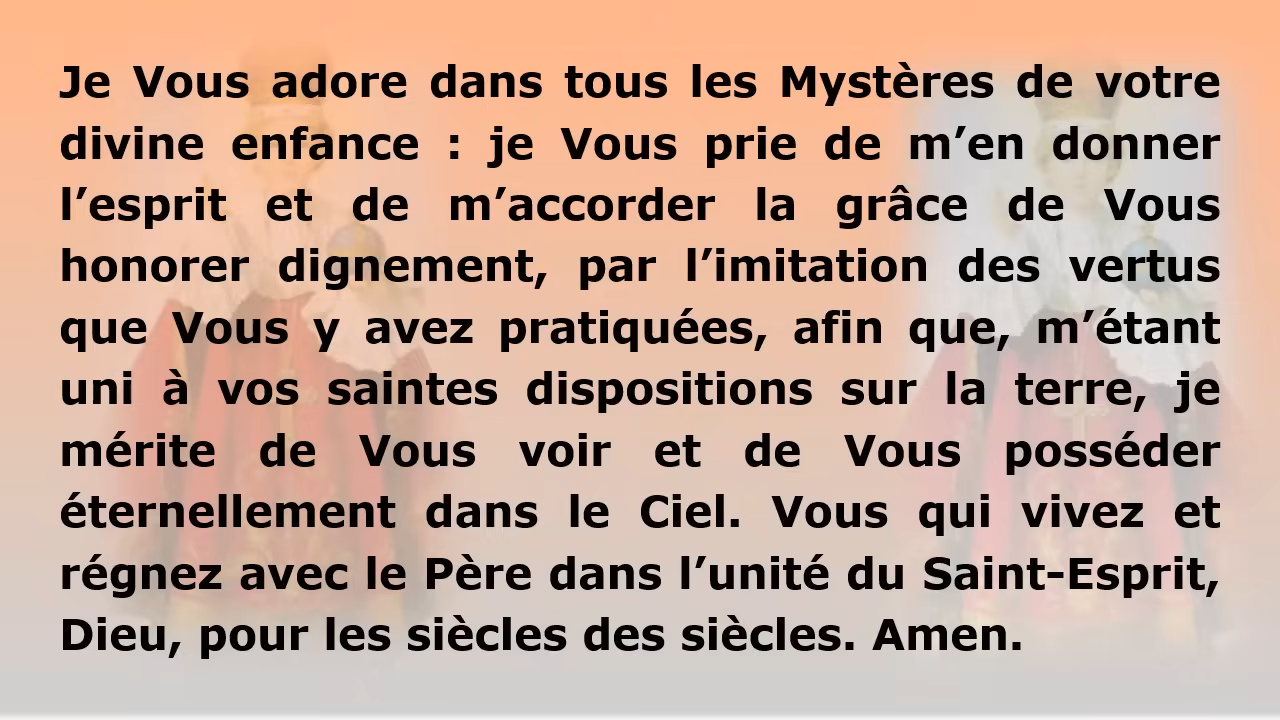 Je Vous adore dans tous les Mystères de votre
divine enfance : je Vous prie de m’en donner
l’esprit et de m’accorder la grâce de Vous
honorer dignement, par l’imitation des vertus
que Vous y avez pratiquées, afin que, m’étant
uni à vos saintes dispositions sur la terre, je
mérite de Vous voir et de Vous posséder
éternellement dans le Ciel. Vous qui vivez et
régnez avec le Père dans l’unité du Saint-Esprit,
Dieu, pour les siècles des siècles. Amen.